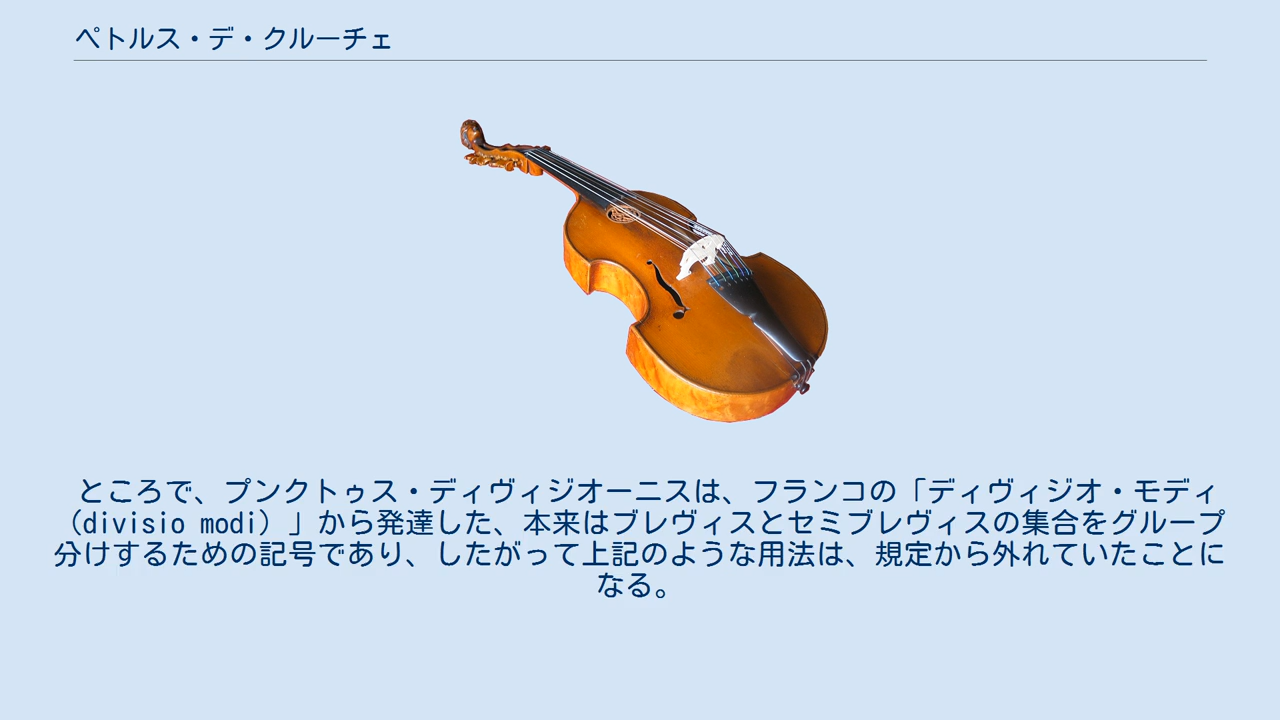 ペトルス・デ・クルーチェ
ところで、プンクトゥス・ディヴィジオーニスは、フランコの「ディヴィジオ・モディ
（divisio modi）」から発達した、本来はブレヴィスとセミブレヴィスの集合をグループ
分けするための記号であり、したがって上記のような用法は、規定から外れていたことに
なる。